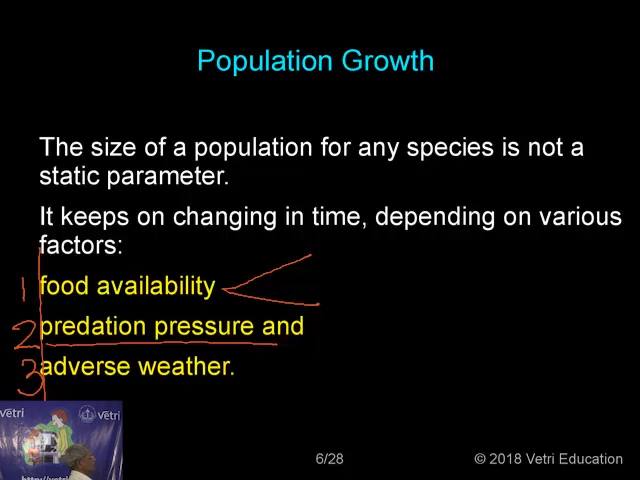 Population Growth
The size of a population for any species is not a
static parameter.
It keeps on changing in time, depending on various
factors:
1 food availability
2 predation pressure and
3 adverse weather.
Vētri
Vētri
6/28
© 2018 Vetri Education